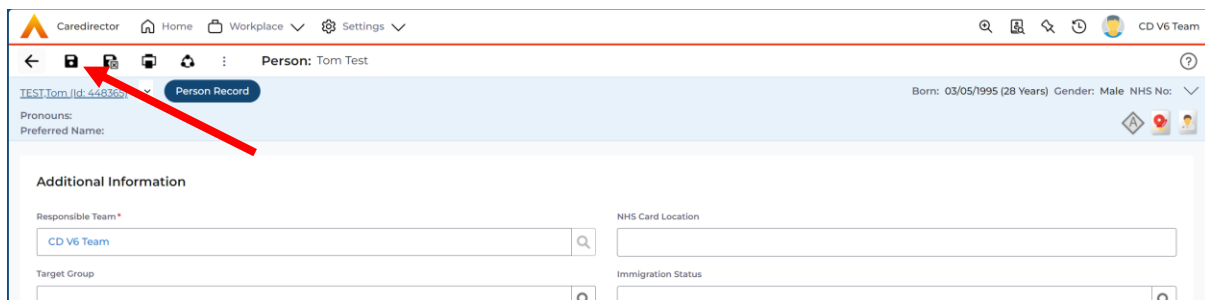 Caredirector Home Workplace Settings CD V6 Team
Person: Tom Test
TEST,Tom (Id: 448365) Person Record Born: 03/05/1995 (28 Years) Gender: Male NHS No:
Pronouns:
Preferred Name:
Additional Information
Responsible Team* NHS Card Location
CD V6 Team
Target Group Immigration Status